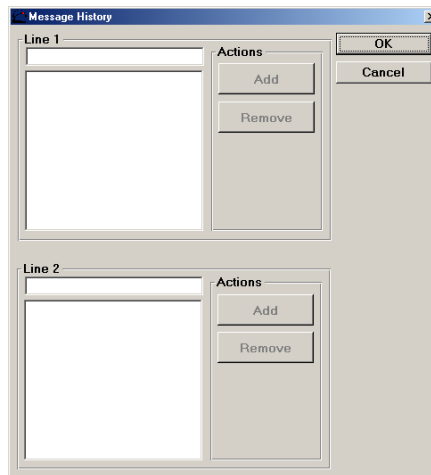 Message History
Line 1
Actions
OK
Add
Cancel
Remove
Line 2
Actions
Add
Remove